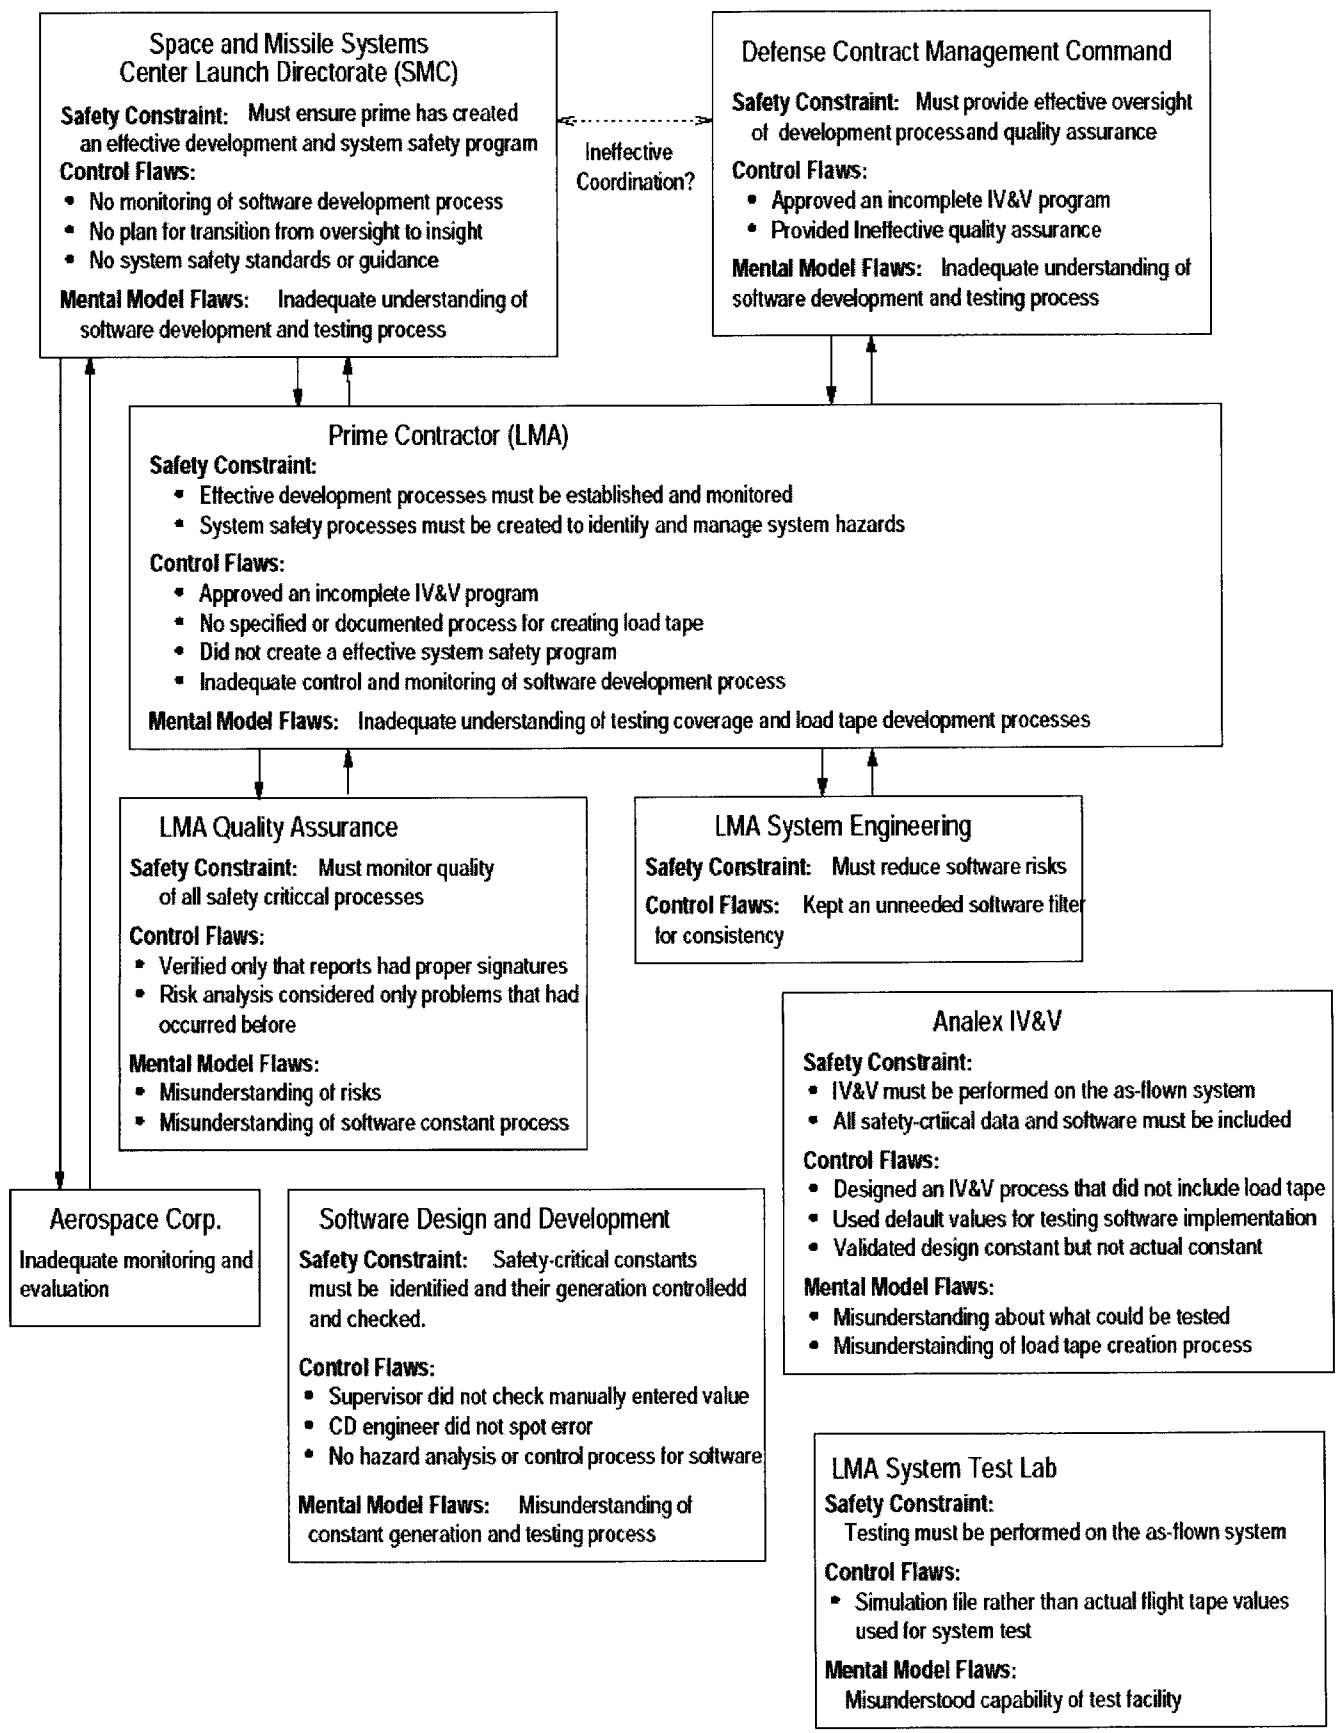 Space and Missile Systems
Center Launch Directorate (SMC)
Safety Constraint: Must ensure prime has created
an effective development and system safety program
Control Flaws:
• No monitoring of software development process
• No plan for transition from oversight to insight
• No system safety standards or guidance
Mental Model Flaws: Inadequate understanding of
software development and testing process
Ineffective
Coordination?
Defense Contract Management Command
Safety Constraint: Must provide effective oversight
of development process and quality assurance
Control Flaws:
• Approved an incomplete IV&V program
• Provided Ineffective quality assurance
Mental Model Flaws: Inadequate understanding of
software development and testing process
Prime Contractor (LMA)
Safety Constraint:
• Effective development processes must be established and monitored
• System safety processes must be created to identify and manage system hazards
Control Flaws:
• Approved an incomplete IV&V program
• No specified or documented process for creating load tape
• Did not create a effective system safety program
• Inadequate control and monitoring of software development process
Mental Model Flaws: Inadequate understanding of testing coverage and load tape development processes
LMA Quality Assurance
Safety Constraint: Must monitor quality
of all safety criticcal processes
Control Flaws:
• Verified only that reports had proper signatures
• Risk analysis considered only problems that had
occurred before
Mental Model Flaws:
• Misunderstanding of risks
• Misunderstanding of software constant process
LMA System Engineering
Safety Constraint: Must reduce software risks
Control Flaws: Kept an unneeded software filter
for consistency
Analex IV&V
Safety Constraint:
• IV&V must be performed on the as-flown system
• All safety-crtiical data and software must be included
Control Flaws:
• Designed an IV&V process that did not include load tape
• Used default values for testing software implementation
• Validated design constant but not actual constant
Mental Model Flaws:
• Misunderstanding about what could be tested
• Misunderstainding of load tape creation process
Aerospace Corp.
Inadequate monitoring and
evaluation
Software Design and Development
Safety Constraint: Safety-critical constants
must be identified and their generation controlledd
and checked.
Control Flaws:
• Supervisor did not check manually entered value
• CD engineer did not spot error
• No hazard analysis or control process for software
Mental Model Flaws: Misunderstanding of
constant generation and testing process
LMA System Test Lab
Safety Constraint:
Testing must be performed on the as-flown system
Control Flaws:
• Simulation file rather than actual flight tape values
used for system test
Mental Model Flaws:
Misunderstood capability of test facility